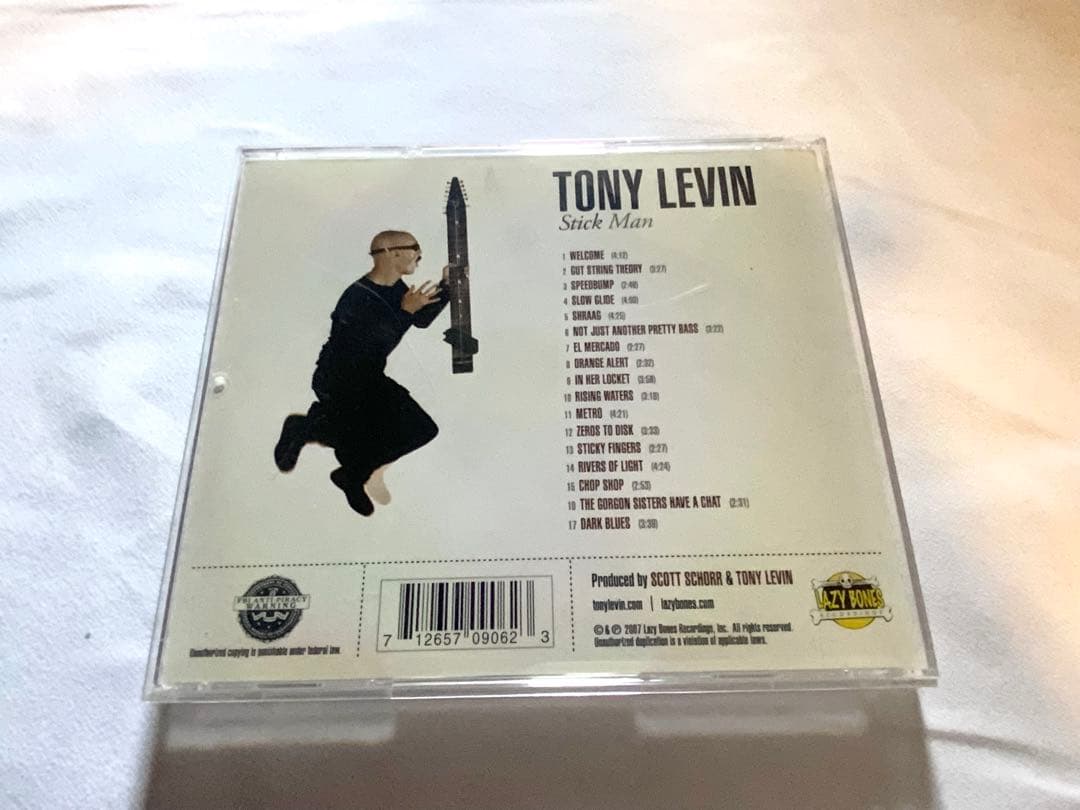 TONY LEVIN
Stick Man
1 WELCOME (4:12)
2 GUT STRING THEORY (3:27)
3 SPEEDBUMP (2:48)
4 SLOW GLIDE (4:00)
5 SHRAAG (4:25)
6 NOT JUST ANOTHER PRETTY BASS (3:22)
7 EL MERCADO (2:27)
8 ORANGE ALERT (2:32)
9 IN HER LOCKET (3:58)
10 RISING WATERS (3:18)
11 METRO (4:21)
12 ZEROS TO DISK (3:33)
13 STICKY FINGERS (2:27)
14 RIVERS OF LIGHT (4:24)
15 CHOP SHOP (2:53)
16 THE GORGON SISTERS HAVE A CHAT (2:31)
17 DARK BLUES (3:39)
FBI ANTI-PIRACY
WARNING
Unauthorized copying is punishable under federal law.
7 12657 09062 3
Produced by SCOTT SCHORR & TONY LEVIN
tonylevin.com | lazybones.com
© & ℗ 2007 Lazy Bones Recordings, Inc. All rights reserved.
Unauthorized duplication is a violation of applicable laws.
LAZY BONES
RECORDINGS